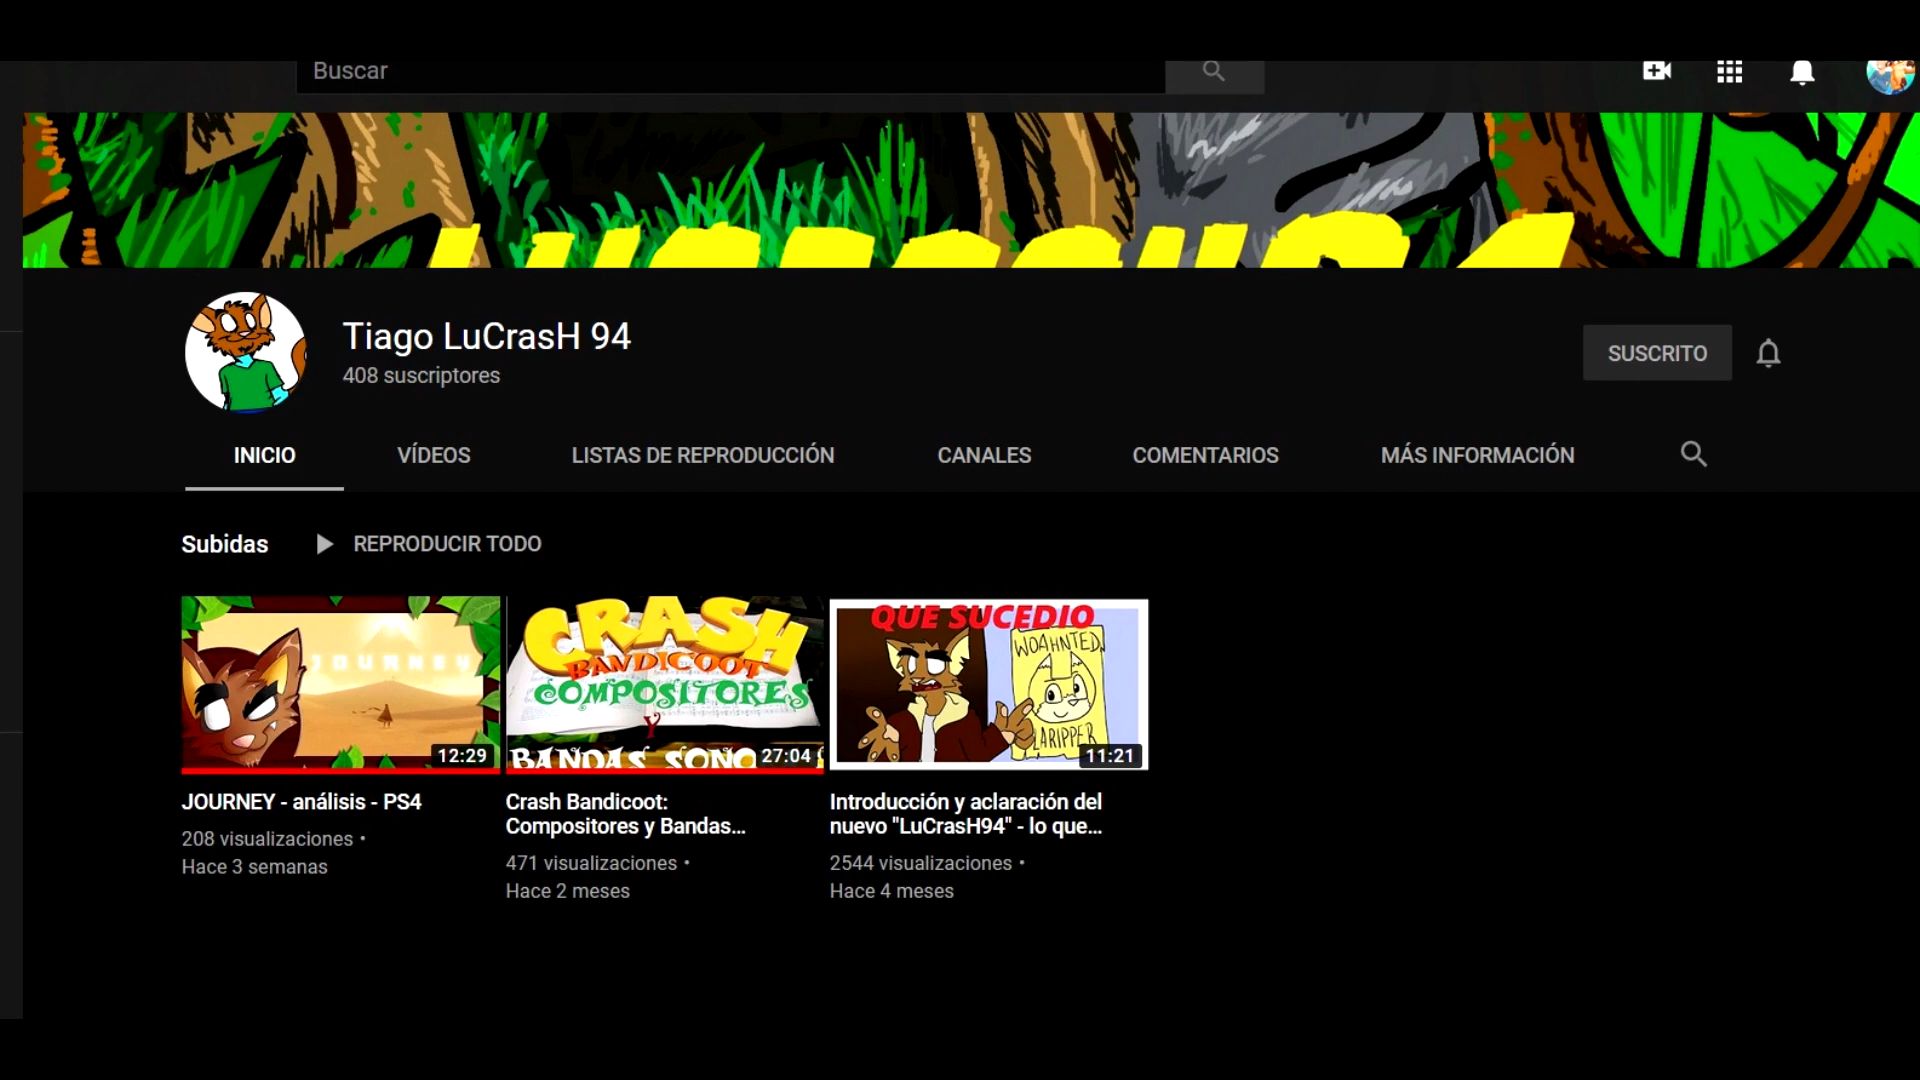 Buscar
Tiago LuCrasH 94
408 suscriptores
SUSCRITO
INICIO
VÍDEOS
LISTAS DE REPRODUCCIÓN
CANALES
COMENTARIOS
MÁS INFORMACIÓN
Subidas
REPRODUCIR TODO
JOURNEY
12:29
CRASH
BANDICOOT
COMPOSITORES
Y
BANDAS SONO
27:04
QUE SUCEDIO
WOAHNTED
LARIPPER
11:21
JOURNEY - análisis - PS4
208 visualizaciones •
Hace 3 semanas
Crash Bandicoot:
Compositores y Bandas...
471 visualizaciones •
Hace 2 meses
Introducción y aclaración del
nuevo "LuCrasH94" - lo que...
2544 visualizaciones •
Hace 4 meses